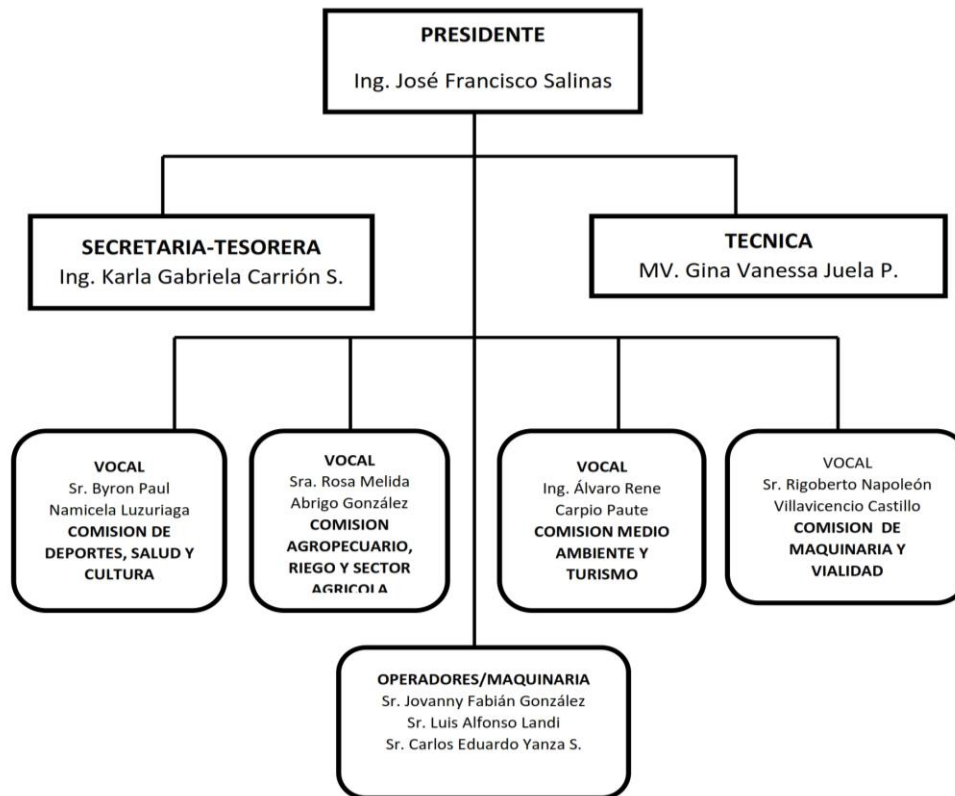 PRESIDENTE
Ing. José Francisco Salinas
SECRETARIA-TESORERA
Ing. Karla Gabriela Carrión S.
TECNICA
MV. Gina Vanessa Juela P.
VOCAL
Sr. Byron Paul
Namicela Luzuriaga
COMISION DE
DEPORTES, SALUD Y
CULTURA
VOCAL
Sra. Rosa Melida
Abrigo González
COMISION
AGROPECUARIO,
RIEGO Y SECTOR
AGRICOLA
VOCAL
Ing. Álvaro Rene
Carpio Paute
COMISION MEDIO
AMBIENTE Y
TURISMO
VOCAL
Sr. Rigoberto Napoleón
Villavicencio Castillo
COMISION DE
MAQUINARIA Y
VIALIDAD
OPERADORES/MAQUINARIA
Sr. Jovanny Fabián González
Sr. Luis Alfonso Landi
Sr. Carlos Eduardo Yanza S.